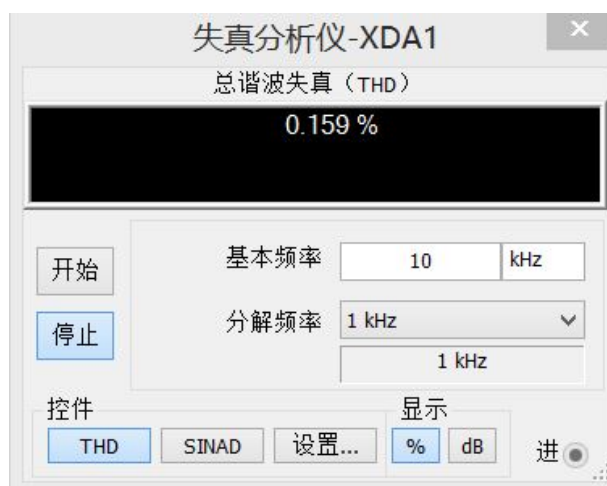 失真分析仪-XDA1
总谐波失真（THD）
0.159 %
开始
基本频率 10 kHz
停止
分解频率 1 kHz
1 kHz
控件 显示
THD SINAD 设置... % dB 进